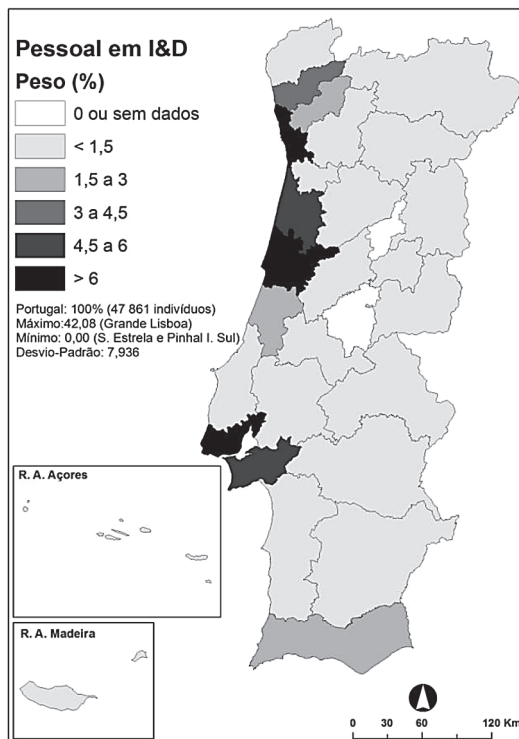 Pessoal em I&D
Peso (%)
0 ou sem dados
< 1,5
1,5 a 3
3 a 4,5
4,5 a 6
> 6
Portugal: 100% (47 861 indivíduos)
Máximo:42,08 (Grande Lisboa)
Mínimo: 0,00 (S. Estrela e Pinhal I. Sul)
Desvio-Padrão: 7,936
R. A. Açores
R. A. Madeira
0 30 60 120 Km